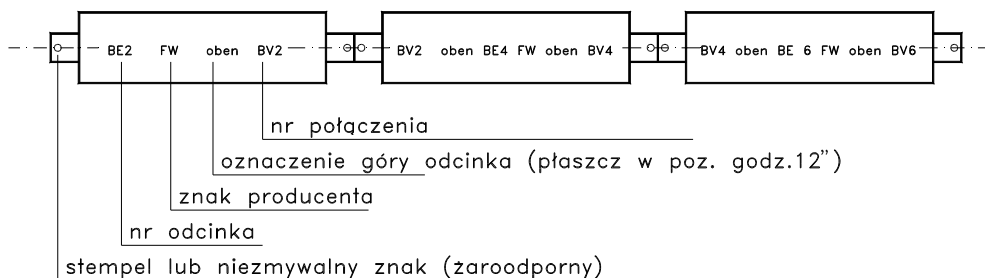 BE2 FW oben BV2 BV2 oben BE4 FW oben BV4 BV4 oben BE 6 FW oben BV6
nr połączenia
oznaczenie góry odcinka (płaszcz w poz. godz.12”)
znak producenta
nr odcinka
stempel lub niezmywalny znak (żaroodporny)